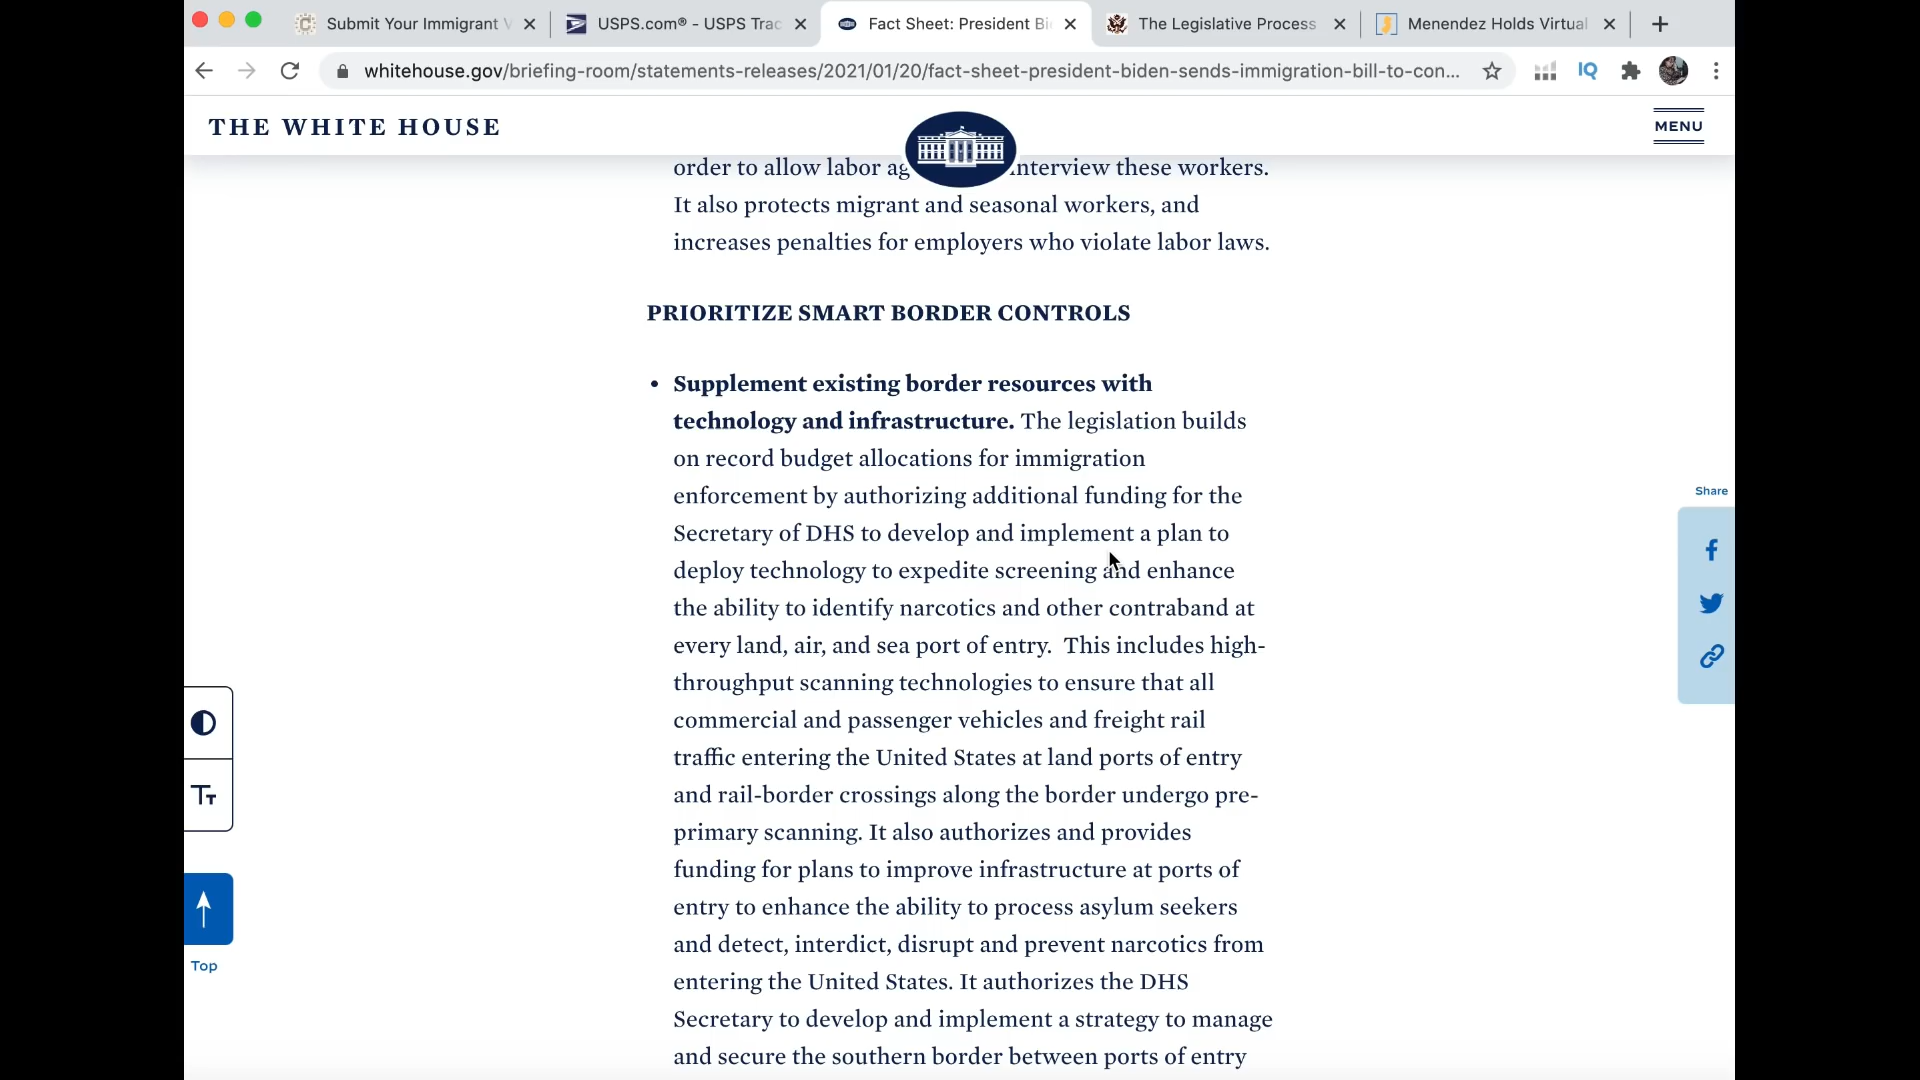 Submit Your Immigrant V
USPS.com® - USPS Trac
Fact Sheet: President Bi
The Legislative Process
Menendez Holds Virtual
whitehouse.gov/briefing-room/statements-releases/2021/01/20/fact-sheet-president-biden-sends-immigration-bill-to-con...
IQ
THE WHITE HOUSE
MENU
order to allow labor ag nterview these workers.
It also protects migrant and seasonal workers, and
increases penalties for employers who violate labor laws.
PRIORITIZE SMART BORDER CONTROLS
• Supplement existing border resources with
technology and infrastructure. The legislation builds
on record budget allocations for immigration
enforcement by authorizing additional funding for the
Secretary of DHS to develop and implement a plan to
deploy technology to expedite screening and enhance
the ability to identify narcotics and other contraband at
every land, air, and sea port of entry.  This includes high-
throughput scanning technologies to ensure that all
commercial and passenger vehicles and freight rail
traffic entering the United States at land ports of entry
and rail-border crossings along the border undergo pre-
primary scanning. It also authorizes and provides
funding for plans to improve infrastructure at ports of
entry to enhance the ability to process asylum seekers
and detect, interdict, disrupt and prevent narcotics from
entering the United States. It authorizes the DHS
Secretary to develop and implement a strategy to manage
and secure the southern border between ports of entry
Share
Tт
Top